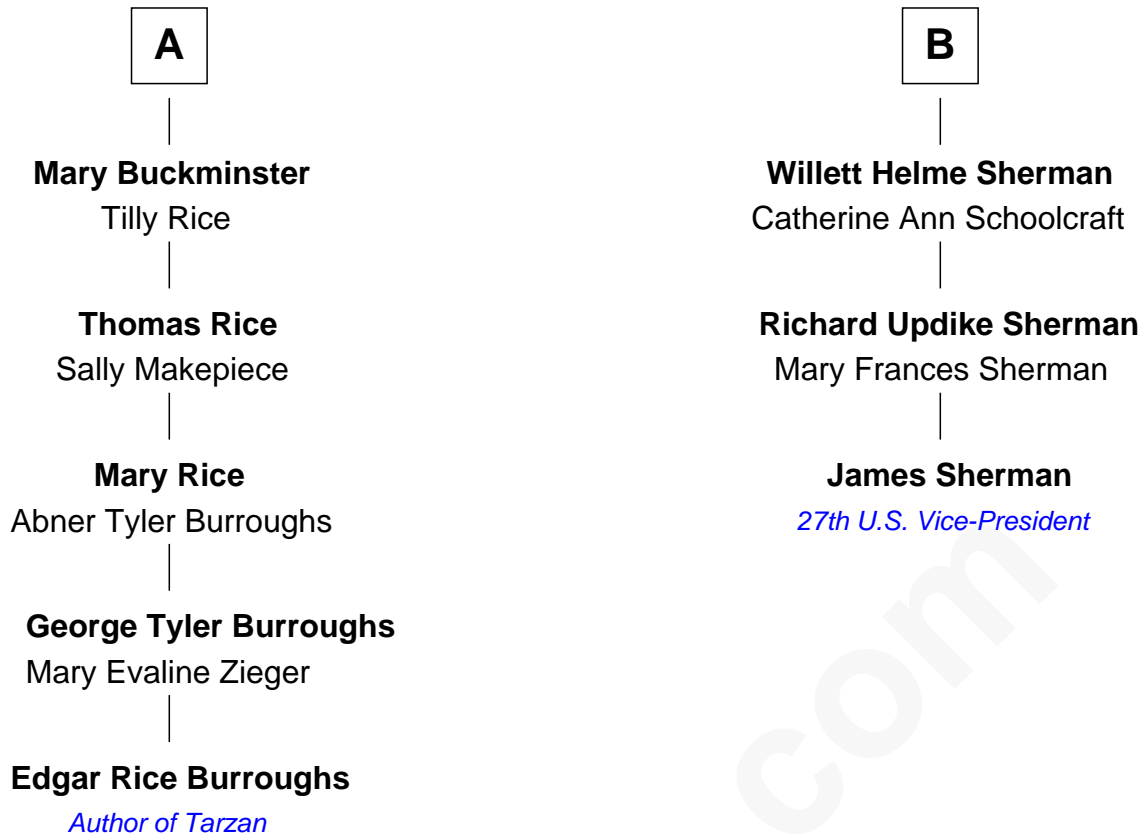 A
Mary Buckminster
Tilly Rice
Thomas Rice
Sally Makepiece
Mary Rice
Abner Tyler Burroughs
George Tyler Burroughs
Mary Evaline Zieger
Edgar Rice Burroughs
Author of Tarzan
B
Willett Helme Sherman
Catherine Ann Schoolcraft
Richard Updike Sherman
Mary Frances Sherman
James Sherman
27th U.S. Vice-President
com